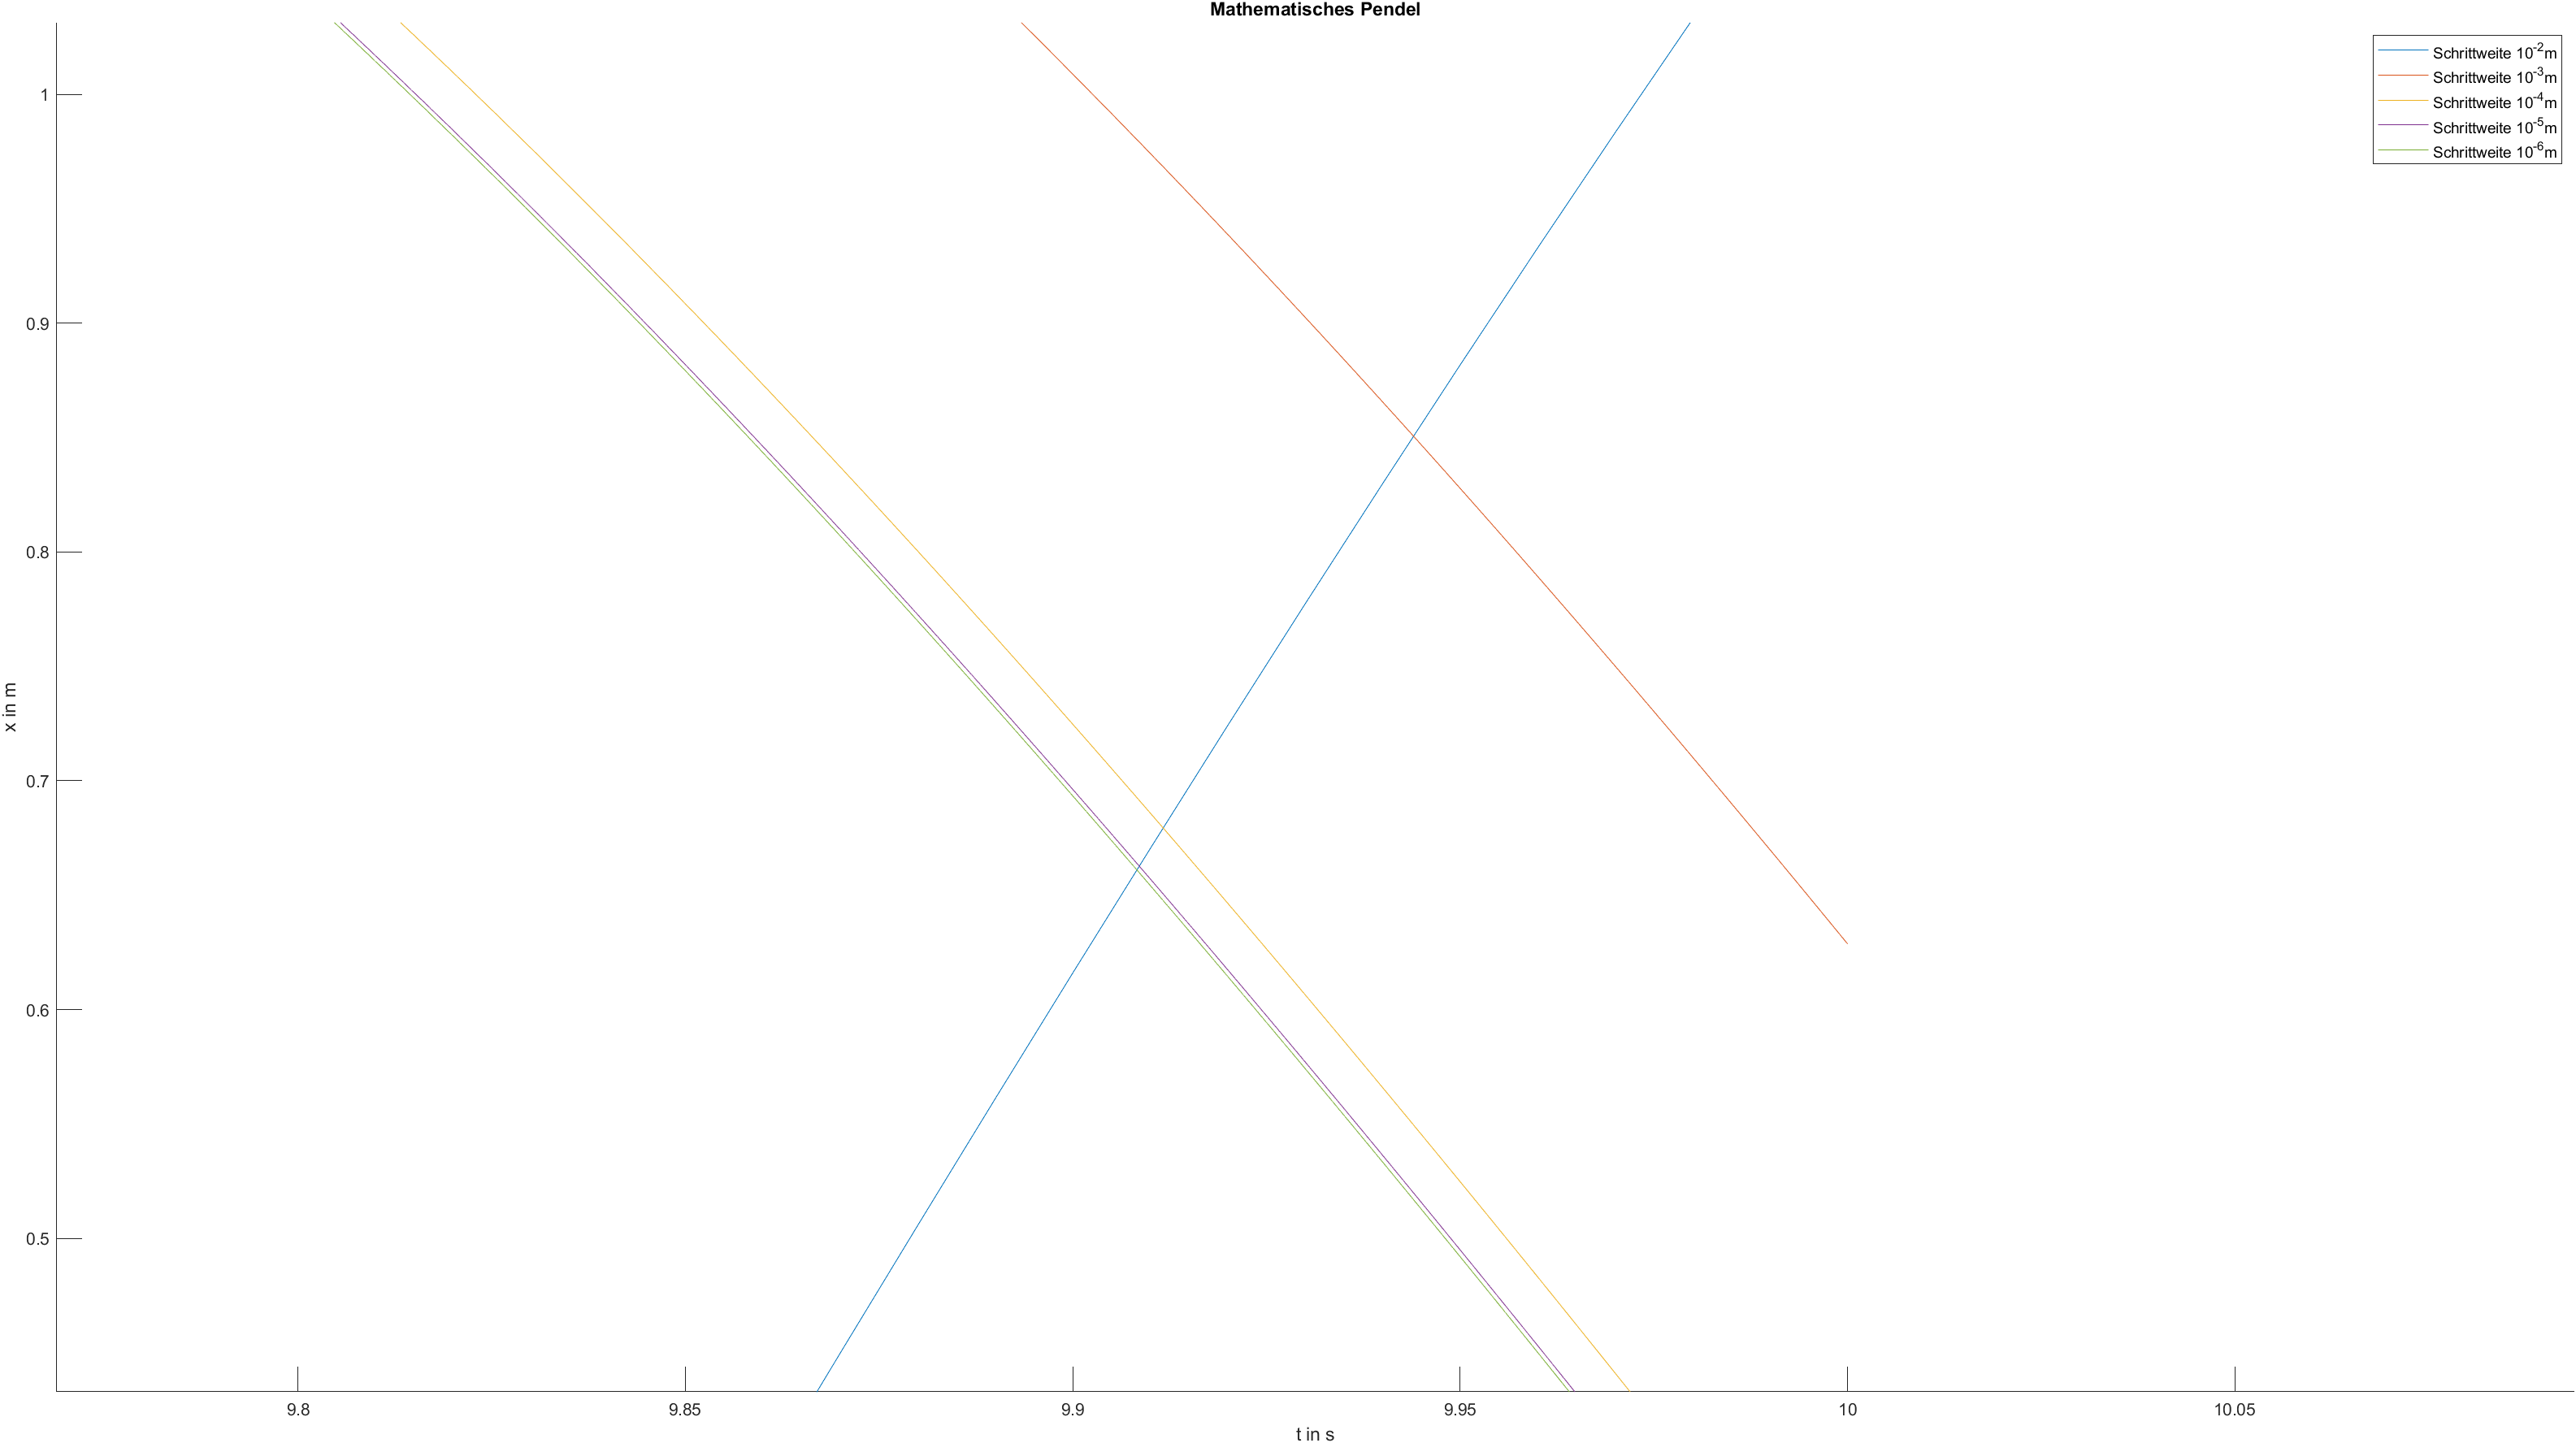 Mathematisches Pendel
Schrittweite 10⁻²m
Schrittweite 10⁻³m
Schrittweite 10⁻⁴m
Schrittweite 10⁻⁵m
Schrittweite 10⁻⁶m
1
0.9
0.8
0.7
0.6
0.5
x in m
9.8
9.85
9.9
9.95
10
10.05
t in s